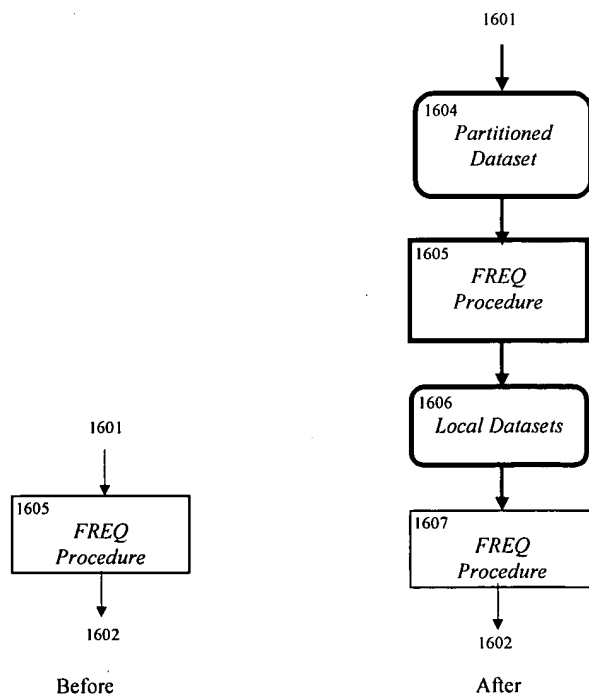 1601
1604
Partitioned
Dataset
1605
FREQ
Procedure
1606
Local Datasets
1607
FREQ
Procedure
1602
After
1601
1605
FREQ
Procedure
1602
Before